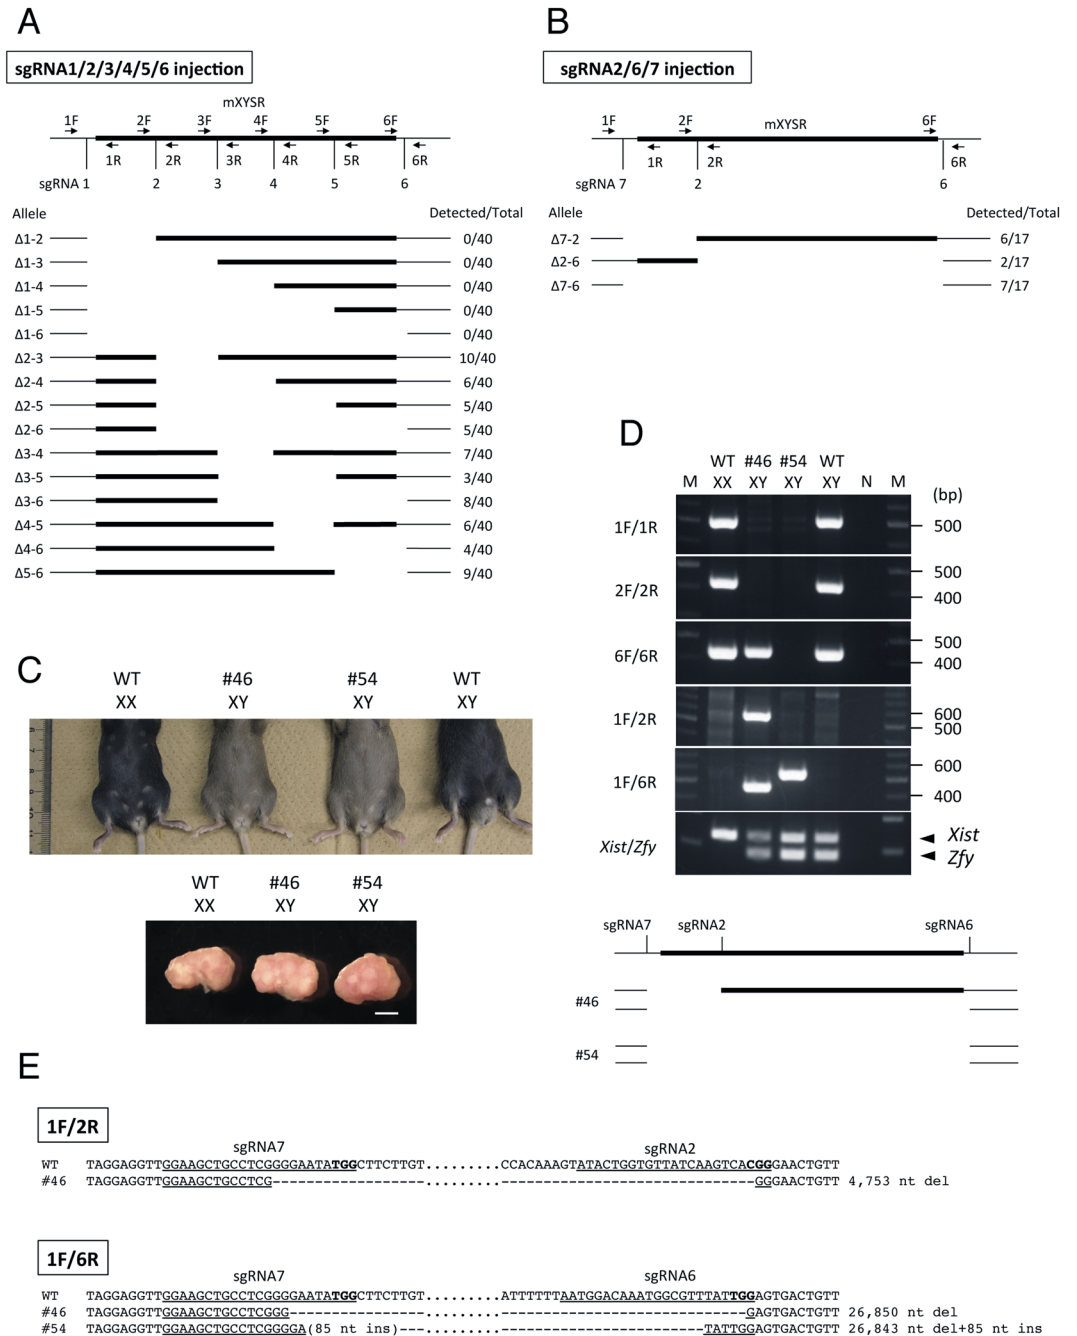 A
sgRNA1/2/3/4/5/6 injection
mXYSR
1F 2F 3F 4F 5F 6F
1R 2R 3R 4R 5R 6R
sgRNA 1 2 3 4 5 6
Allele Detected/Total
Δ1-2 0/40
Δ1-3 0/40
Δ1-4 0/40
Δ1-5 0/40
Δ1-6 0/40
Δ2-3 10/40
Δ2-4 6/40
Δ2-5 5/40
Δ2-6 5/40
Δ3-4 7/40
Δ3-5 3/40
Δ3-6 8/40
Δ4-5 6/40
Δ4-6 4/40
Δ5-6 9/40
B
sgRNA2/6/7 injection
1F 2F mXYSR 6F
1R 2R 6R
sgRNA 7 2 6
Allele Detected/Total
Δ7-2 6/17
Δ2-6 2/17
Δ7-6 7/17
C
WT #46 #54 WT
XX XY XY XY
WT #46 #54
XX XY XY
D
WT #46 #54 WT
M XX XY XY XY N M (bp)
1F/1R 500
2F/2R 500
400
6F/6R 500
400
1F/2R 600
500
1F/6R 600
400
Xist/Zfy Xist
Zfy
sgRNA7 sgRNA2 sgRNA6
#46
#54
E
1F/2R
sgRNA7 sgRNA2
WT TAGGAGGTTGGAAGCTGCCTCGGGGAATATGGCTTCTTGT.........CCACAAAGTATACTGGTGTTATCAAGTCACGGGAACTGTT
#46 TAGGAGGTTGGAAGCTGCCTCG------------------.........------------------------------GGGAACTGTT 4,753 nt del
1F/6R
sgRNA7 sgRNA6
WT TAGGAGGTTGGAAGCTGCCTCGGGGAATATGGCTTCTTGT.........ATTTTTTAATGGACAAATGGCGTTTATTGGAGTGACTGTT
#46 TAGGAGGTTGGAAGCTGCCTCGGG----------------.........-----------------------------GAGTGACTGTT 26,850 nt del
#54 TAGGAGGTTGGAAGCTGCCTCGGGGA(85 nt ins)---.........------------------------TATTGGAGTGACTGTT 26,843 nt del+85 nt ins